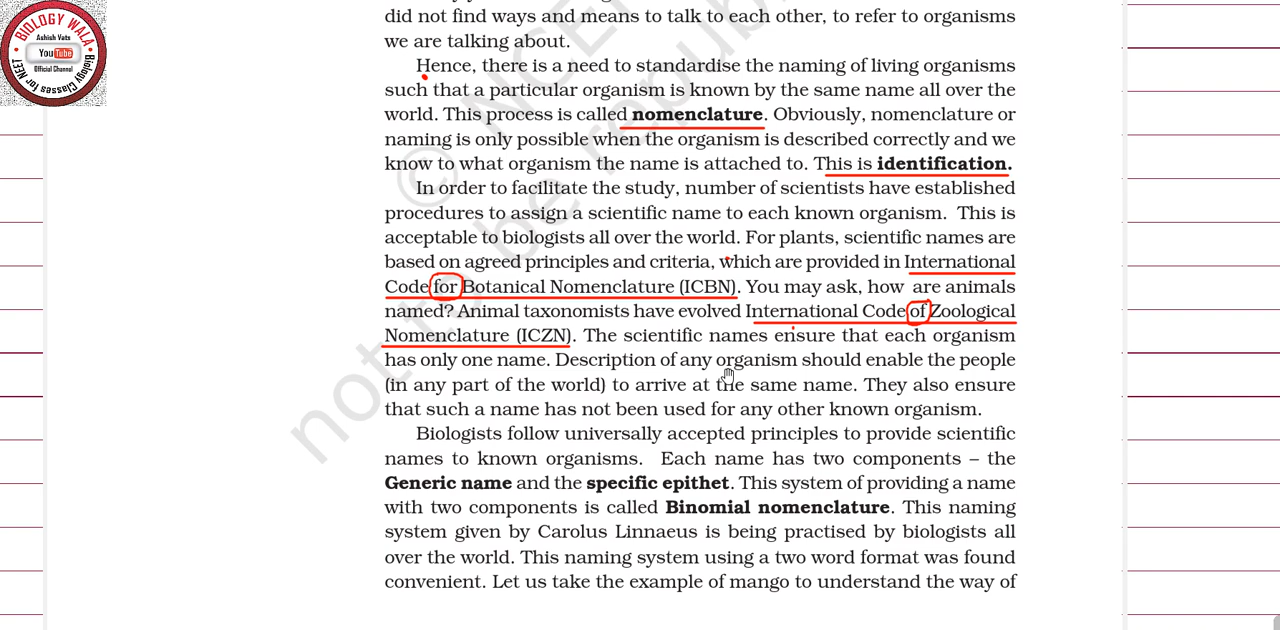 BIOLOGY WALA
Ashish Vats
YouTube
Official Channel
Biology Classes for NEET
did not find ways and means to talk to each other, to refer to organisms
we are talking about.
Hence, there is a need to standardise the naming of living organisms
such that a particular organism is known by the same name all over the
world. This process is called nomenclature. Obviously, nomenclature or
naming is only possible when the organism is described correctly and we
know to what organism the name is attached to. This is identification.
In order to facilitate the study, number of scientists have established
procedures to assign a scientific name to each known organism. This is
acceptable to biologists all over the world. For plants, scientific names are
based on agreed principles and criteria, which are provided in International
Code for Botanical Nomenclature (ICBN). You may ask, how are animals
named? Animal taxonomists have evolved International Code of Zoological
Nomenclature (ICZN). The scientific names ensure that each organism
has only one name. Description of any organism should enable the people
(in any part of the world) to arrive at the same name. They also ensure
that such a name has not been used for any other known organism.
Biologists follow universally accepted principles to provide scientific
names to known organisms. Each name has two components – the
Generic name and the specific epithet. This system of providing a name
with two components is called Binomial nomenclature. This naming
system given by Carolus Linnaeus is being practised by biologists all
over the world. This naming system using a two word format was found
convenient. Let us take the example of mango to understand the way of
© NCE
not to be republ